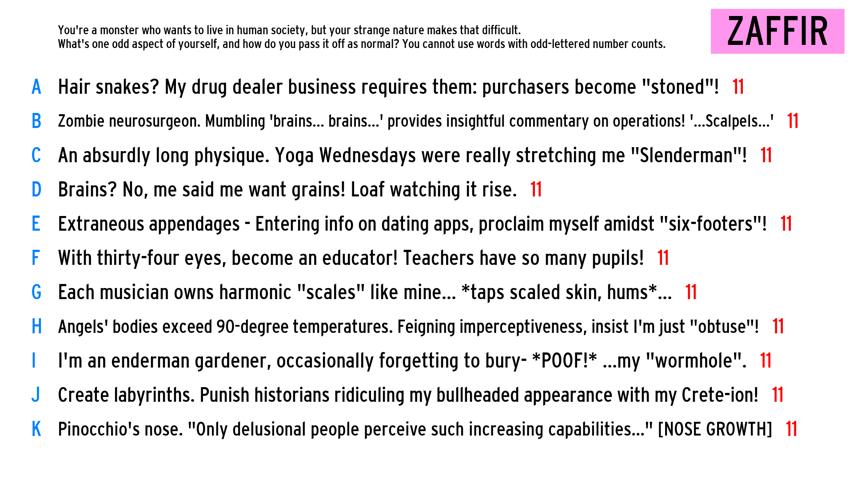 You're a monster who wants to live in human society, but your strange nature makes that difficult.
What's one odd aspect of yourself, and how do you pass it off as normal? You cannot use words with odd-lettered number counts.
ZAFFIR
A Hair snakes? My drug dealer business requires them: purchasers become "stoned"! 11
B Zombie neurosurgeon. Mumbling 'brains... brains...' provides insightful commentary on operations! '...Scalpels...' 11
C An absurdly long physique. Yoga Wednesdays were really stretching me "Slenderman"! 11
D Brains? No, me said me want grains! Loaf watching it rise. 11
E Extraneous appendages - Entering info on dating apps, proclaim myself amidst "six-footers"! 11
F With thirty-four eyes, become an educator! Teachers have so many pupils! 11
G Each musician owns harmonic "scales" like mine... *taps scaled skin, hums*... 11
H Angels' bodies exceed 90-degree temperatures. Feigning imperceptiveness, insist I'm just "obtuse"! 11
I I'm an enderman gardener, occasionally forgetting to bury- *POOF!* ...my "wormhole". 11
J Create labyrinths. Punish historians ridiculing my bullheaded appearance with my Crete-ion! 11
K Pinocchio's nose. "Only delusional people perceive such increasing capabilities..." [NOSE GROWTH] 11